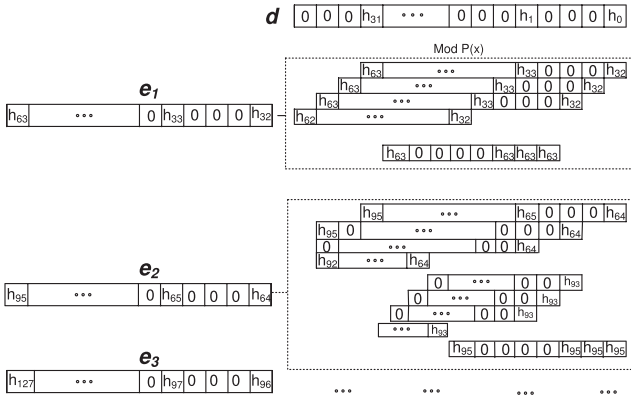 d 0 0 0 h31 ∘∘∘ 0 0 0 h1 0 0 0 h0
Mod P(x)
e1
h63 ∘∘∘ 0 h33 0 0 0 h32
h63 ∘∘∘ h33 0 0 0 h32
h63 ∘∘∘ h33 0 0 0 h32
h63 ∘∘∘ h33 0 0 0 h32
h62 ∘∘∘ h32
h63 0 0 0 0 h63 h63 h63
e2
h95 ∘∘∘ 0 h65 0 0 0 h64
h95 ∘∘∘ h65 0 0 0 h64
h95 0 ∘∘∘ 0 0 0 h64
0 ∘∘∘ 0 0 h64
h92 ∘∘∘ h64
0 ∘∘∘ 0 0 h93
0 ∘∘∘ 0 0 h93
0 ∘∘∘ 0 0 h93
∘∘∘ h93
h95 0 0 0 0 h95 h95 h95
e3
h127 ∘∘∘ 0 h97 0 0 0 h96
∘∘∘ ∘∘∘ ∘∘∘ ∘∘∘